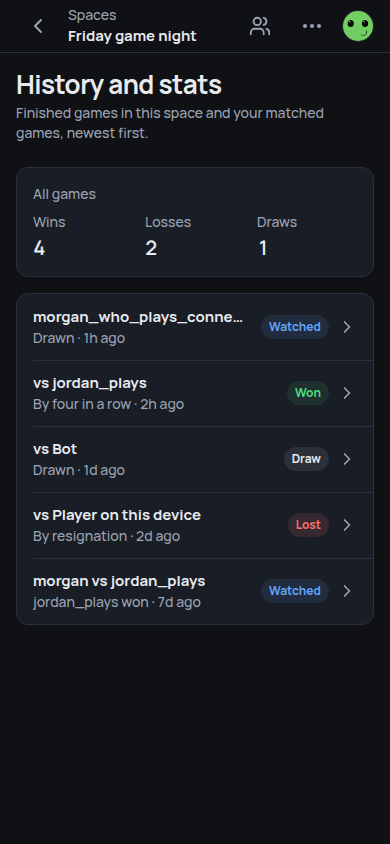 Spaces
Friday game night
History and stats
Finished games in this space and your matched
games, newest first.
All games
Wins
Losses
Draws
4
2
1
morgan_who_plays_conne…
Drawn · 1h ago
Watched
vs jordan_plays
By four in a row · 2h ago
Won
vs Bot
Drawn · 1d ago
Draw
vs Player on this device
By resignation · 2d ago
Lost
morgan vs jordan_plays
jordan_plays won · 7d ago
Watched